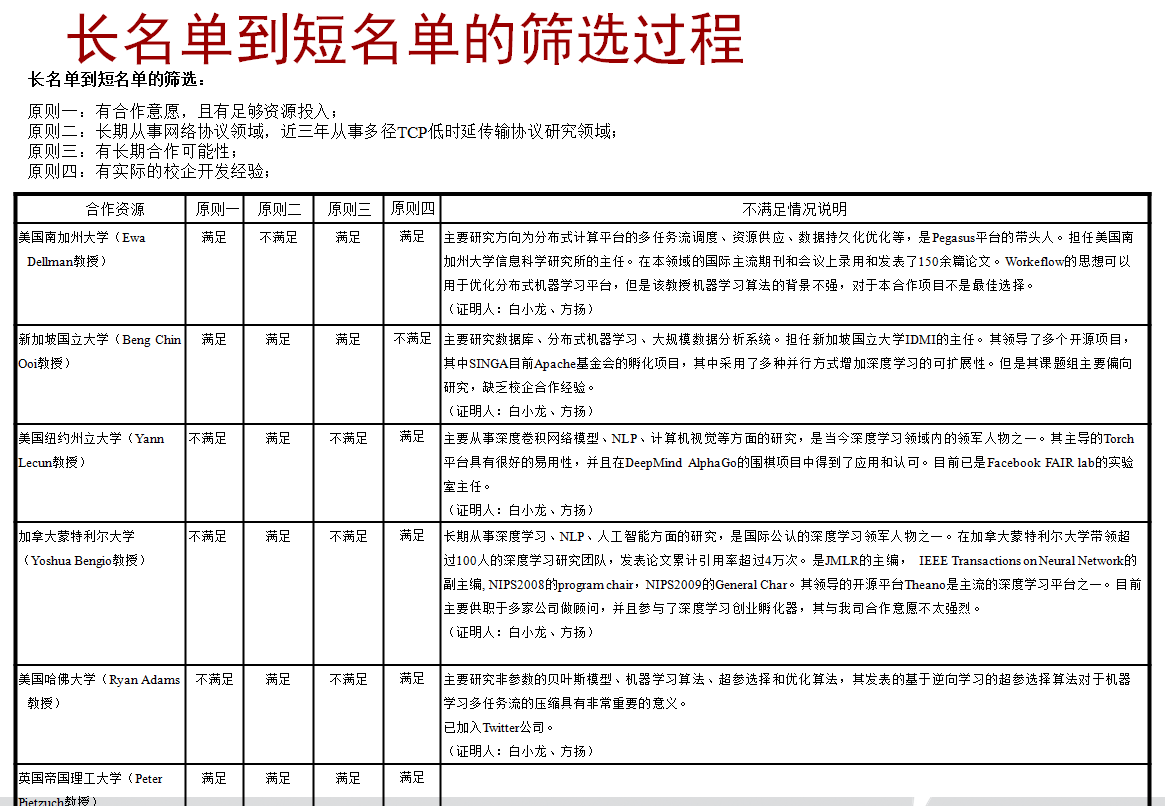 长名单到短名单的筛选过程
长名单到短名单的筛选：
原则一：有合作意愿，且有足够资源投入；
原则二：长期从事网络协议领域，近三年从事多径TCP低时延传输协议研究领域；
原则三：有长期合作可能性；
原则四：有实际的校企开发经验；
合作资源 原则一 原则二 原则三 原则四 不满足情况说明
美国南加州大学（Ewa 满足 不满足 满足 满足 主要研究方向为分布式计算平台的多任务流调度、资源供应、数据持久化优化等，是Pegasus平台的带头人。担任美国南
Dellman教授） 加州大学信息科学研究所的主任。在本领域的国际主流期刊和会议上录用和发表了150余篇论文。Workeflow的思想可以
用于优化分布式机器学习平台，但是该教授机器学习算法的背景不强，对于本合作项目不是最佳选择。
（证明人：白小龙、方扬）
新加坡国立大学（Beng Chin 满足 满足 满足 不满足 主要研究数据库、分布式机器学习、大规模数据分析系统。担任新加坡国立大学IDMI的主任。其领导了多个开源项目，
Ooi教授） 其中SINGA目前Apache基金会的孵化项目，其中采用了多种并行方式增加深度学习的可扩展性。但是其课题组主要偏向
研究，缺乏校企合作经验。
（证明人：白小龙、方扬）
美国纽约州立大学（Yann 不满足 满足 不满足 满足 主要从事深度卷积网络模型、NLP、计算机视觉等方面的研究，是当今深度学习领域内的领军人物之一。其主导的Torch
Lecun教授） 平台具有很好的易用性，并且在DeepMind AlphaGo的围棋项目中得到了应用和认可。目前已是Facebook FAIR lab的实验
室主任。
（证明人：白小龙、方扬）
加拿大蒙特利尔大学 不满足 满足 不满足 满足 长期从事深度学习、NLP、人工智能方面的研究，是国际公认的深度学习领军人物之一。在加拿大蒙特利尔大学带领超
（Yoshua Bengio教授） 过100人的深度学习研究团队，发表论文累计引用率超过4万次。是JMLR的主编， IEEE Transactions on Neural Network的
副主编, NIPS2008的program chair，NIPS2009的General Char。其领导的开源平台Theano是主流的深度学习平台之一。目前
主要供职于多家公司做顾问，并且参与了深度学习创业孵化器，其与我司合作意愿不太强烈。
（证明人：白小龙、方扬）
美国哈佛大学（Ryan Adams 不满足 满足 不满足 满足 主要研究非参数的贝叶斯模型、机器学习算法、超参选择和优化算法，其发表的基于逆向学习的超参选择算法对于机器
教授） 学习多任务流的压缩具有非常重要的意义。
已加入Twitter公司。
（证明人：白小龙、方扬）
英国帝国理工大学（Peter 满足 满足 满足 满足
Pietzuch教授）